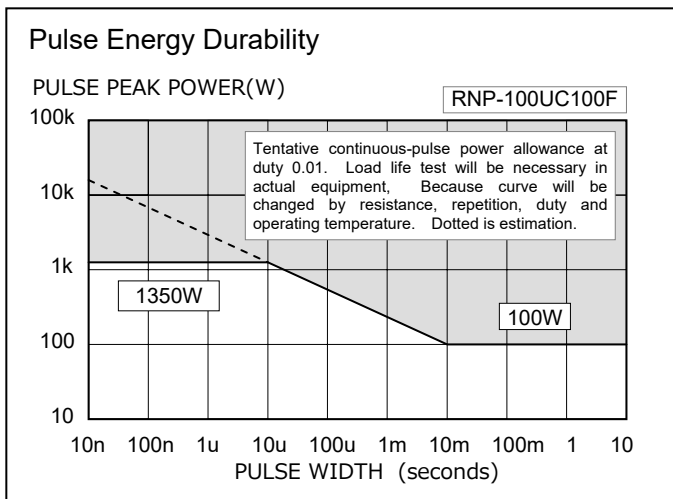 Pulse Energy Durability
PULSE PEAK POWER(W)
RNP-100UC100F
100k
Tentative continuous-pulse power allowance at
duty 0.01. Load life test will be necessary in
actual equipment, Because curve will be
changed by resistance, repetition, duty and
operating temperature. Dotted is estimation.
10k
1k
1350W
100W
100
10
10n 100n 1u 10u 100u 1m 10m 100m 1 10
PULSE WIDTH (seconds)